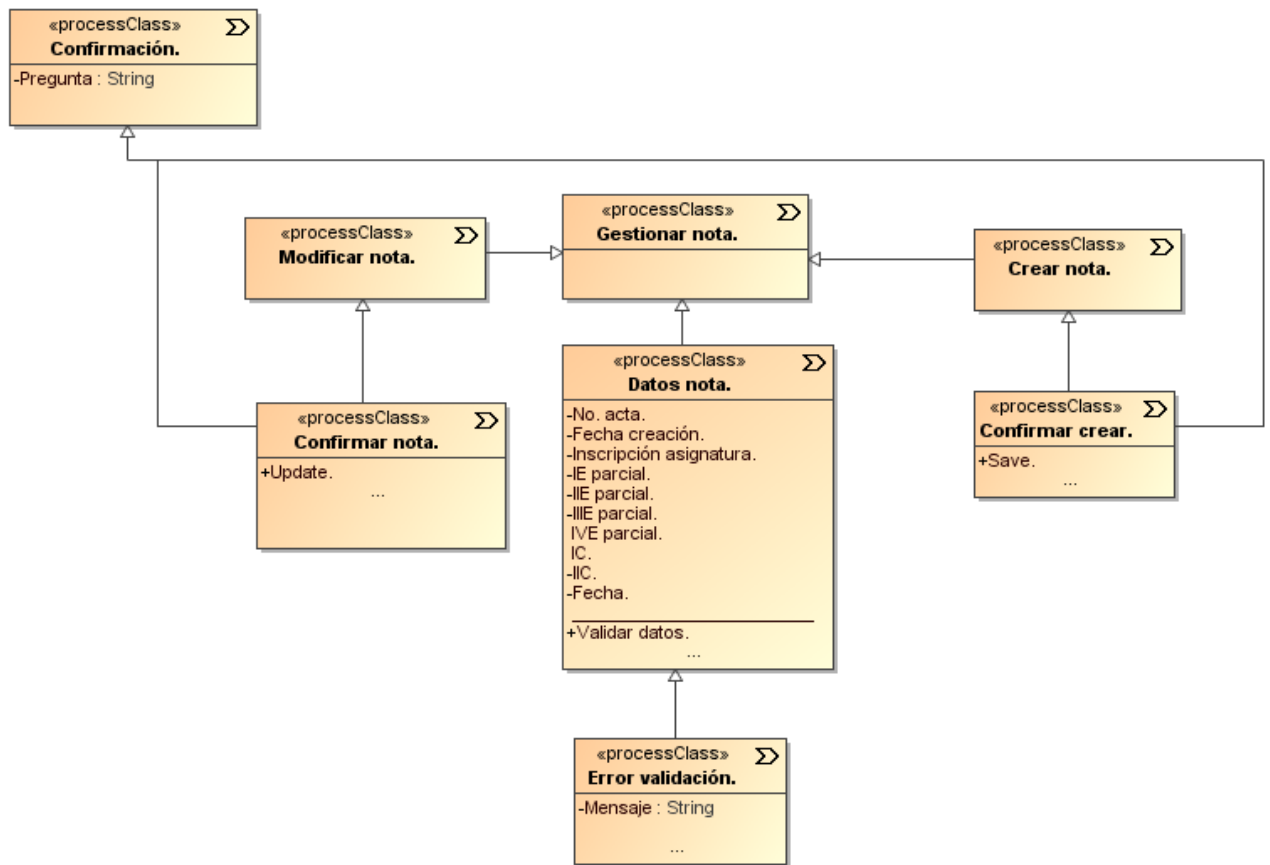 «processClass»
Confirmación.
-Pregunta : String
«processClass»
Modificar nota.
«processClass»
Gestionar nota.
«processClass»
Crear nota.
«processClass»
Confirmar nota.
+Update.
...
«processClass»
Datos nota.
-No. acta.
-Fecha creación.
-Inscripción asignatura.
-IE parcial.
-IIE parcial.
-IIIE parcial.
IVE parcial.
IC.
-IIC.
-Fecha.
+Validar datos.
...
«processClass»
Confirmar crear.
+Save.
...
«processClass»
Error validación.
-Mensaje : String
...